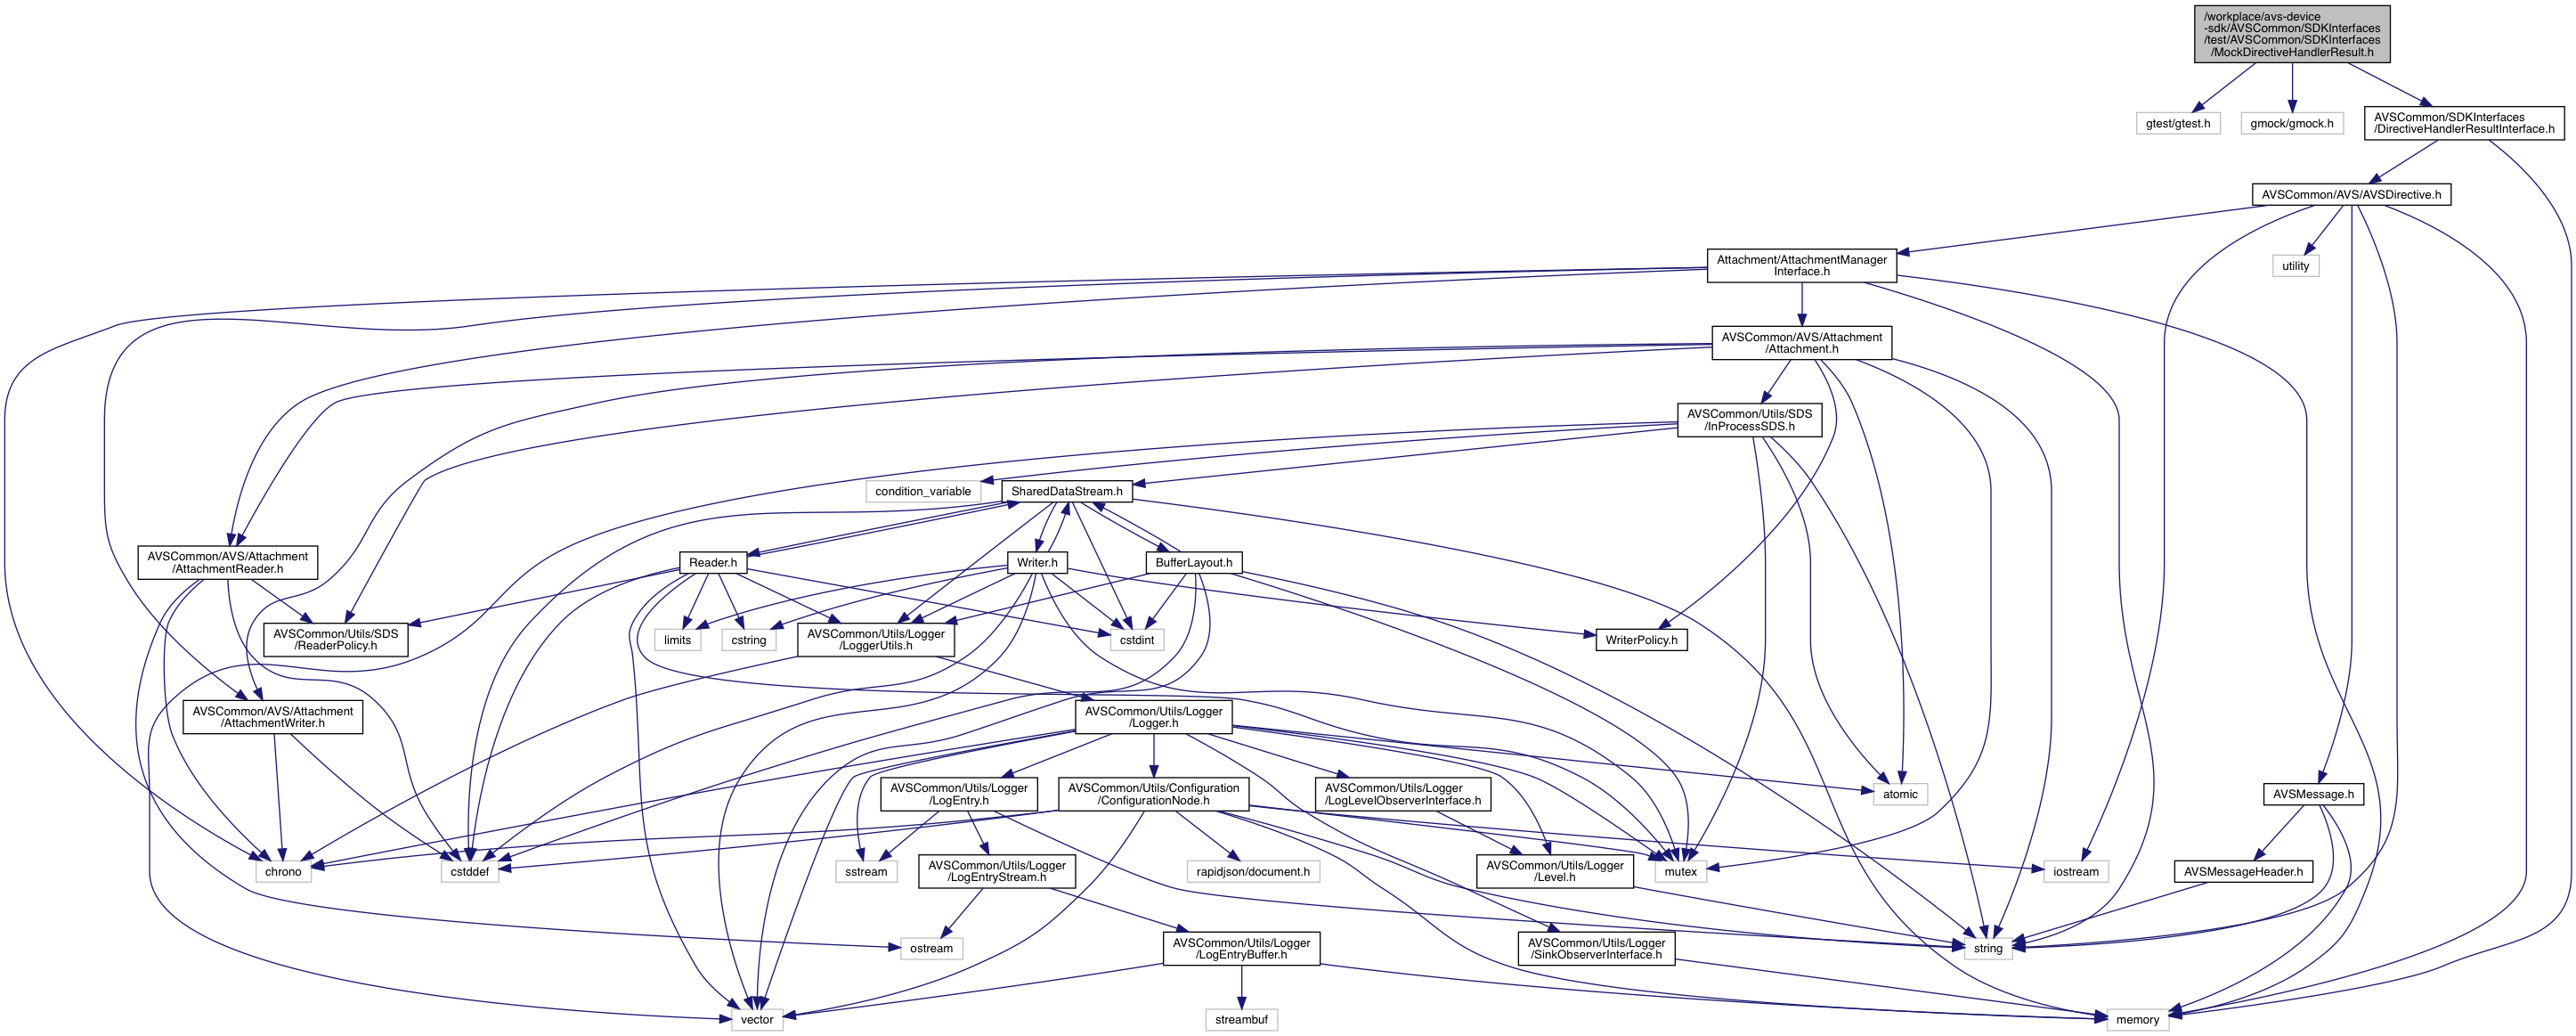 /workplace/avs-device
-sdk/AVSCommon/SDKInterfaces
/test/AVSCommon/SDKInterfaces
/MockDirectiveHandlerResult.h
gtest/gtest.h
gmock/gmock.h
AVSCommon/SDKInterfaces
/DirectiveHandlerResultInterface.h
AVSCommon/AVS/AVSDirective.h
Attachment/AttachmentManager
Interface.h
utility
AVSCommon/AVS/Attachment
/Attachment.h
AVSCommon/Utils/SDS
/InProcessSDS.h
condition_variable
SharedDataStream.h
AVSCommon/AVS/Attachment
/AttachmentReader.h
Reader.h
Writer.h
BufferLayout.h
AVSCommon/Utils/SDS
/ReaderPolicy.h
limits
cstring
AVSCommon/Utils/Logger
/LoggerUtils.h
cstdint
WriterPolicy.h
AVSCommon/AVS/Attachment
/AttachmentWriter.h
AVSCommon/Utils/Logger
/Logger.h
AVSCommon/Utils/Logger
/LogEntry.h
AVSCommon/Utils/Configuration
/ConfigurationNode.h
AVSCommon/Utils/Logger
/LogLevelObserverInterface.h
atomic
AVSMessage.h
chrono
cstddef
sstream
AVSCommon/Utils/Logger
/LogEntryStream.h
rapidjson/document.h
AVSCommon/Utils/Logger
/Level.h
mutex
iostream
AVSMessageHeader.h
ostream
AVSCommon/Utils/Logger
/LogEntryBuffer.h
AVSCommon/Utils/Logger
/SinkObserverInterface.h
string
vector
streambuf
memory